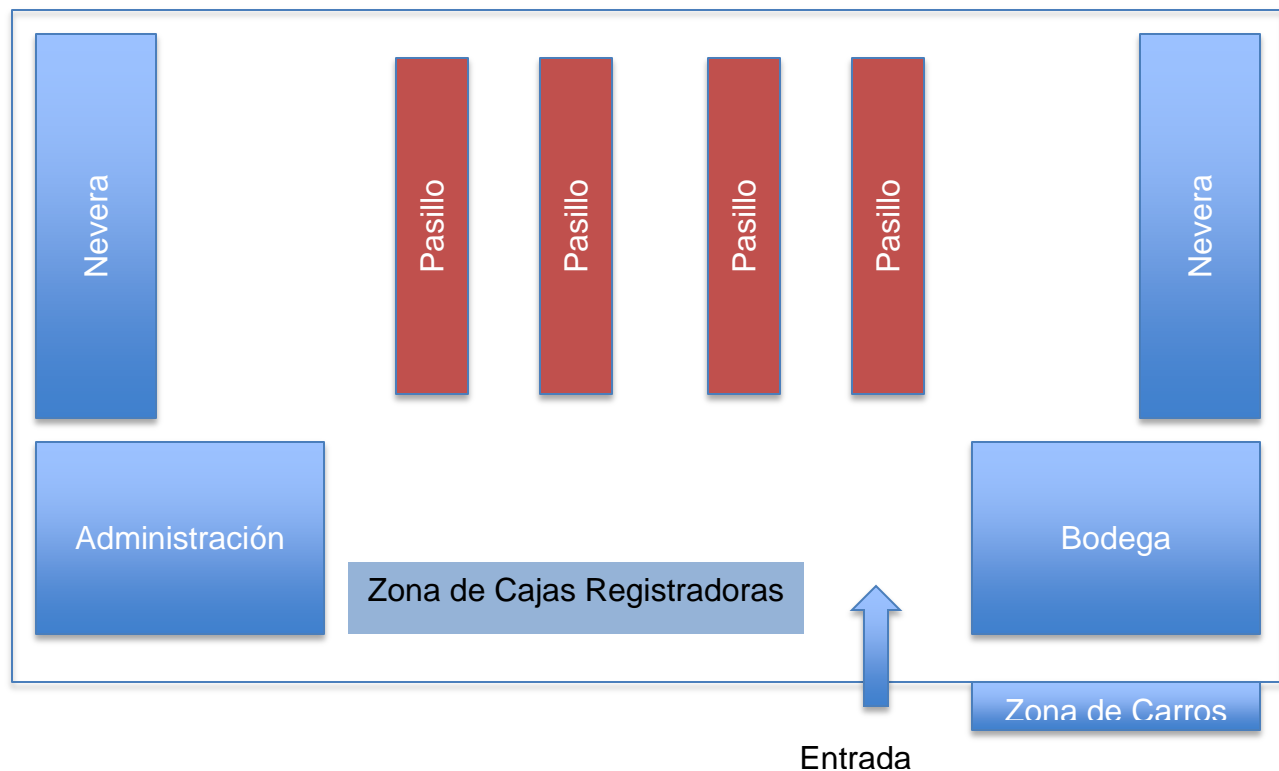 Nevera
Pasillo
Pasillo
Pasillo
Pasillo
Nevera
Administración
Bodega
Zona de Cajas Registradoras
Zona de Carros
Entrada